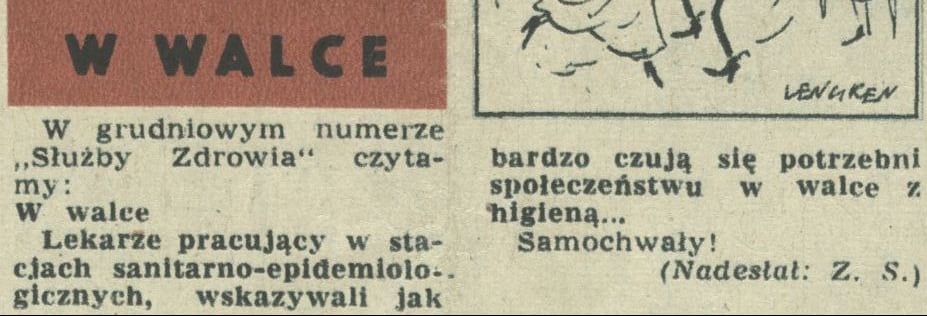 W WALCE
W grudniowym numerze
„Służby Zdrowia“ czyta-
my:
W walce
Lekarze pracujący w sta-
cjach sanitarno-epidemiolo-
gicznych, wskazywali jak
LENGREN
bardzo czują się potrzebni
społeczeństwu w walce z
higieną...
Samochwały!
(Nadesłał: Z. S.)